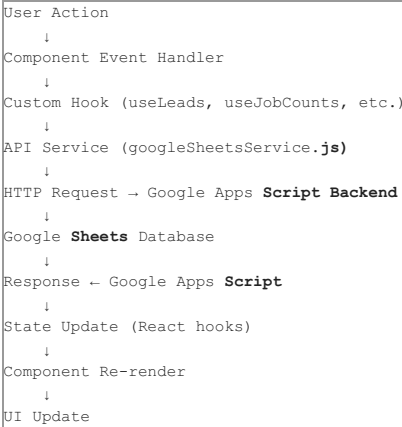 User Action
↓
Component Event Handler
↓
Custom Hook (useLeads, useJobCounts, etc.)
↓
API Service (googleSheetsService.js)
↓
HTTP Request → Google Apps Script Backend
↓
Google Sheets Database
↓
Response ← Google Apps Script
↓
State Update (React hooks)
↓
Component Re-render
↓
UI Update